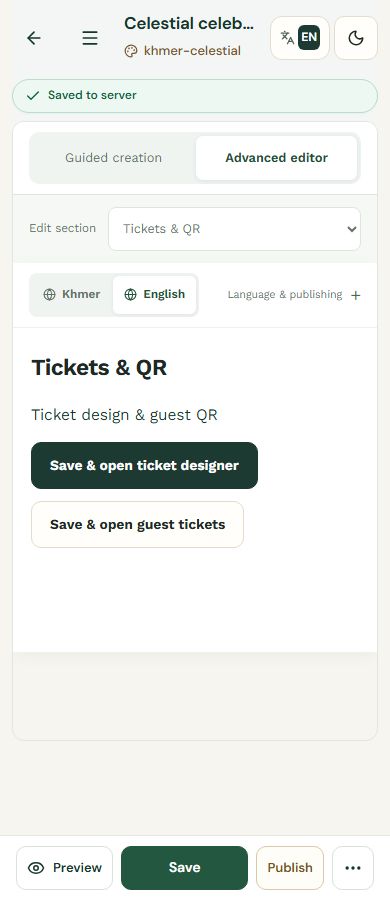 Celestial celeb...
khmer-celestial
EN
Saved to server
Guided creation
Advanced editor
Edit section
Tickets & QR
Khmer
English
Language & publishing +
Tickets & QR
Ticket design & guest QR
Save & open ticket designer
Save & open guest tickets
Preview
Save
Publish